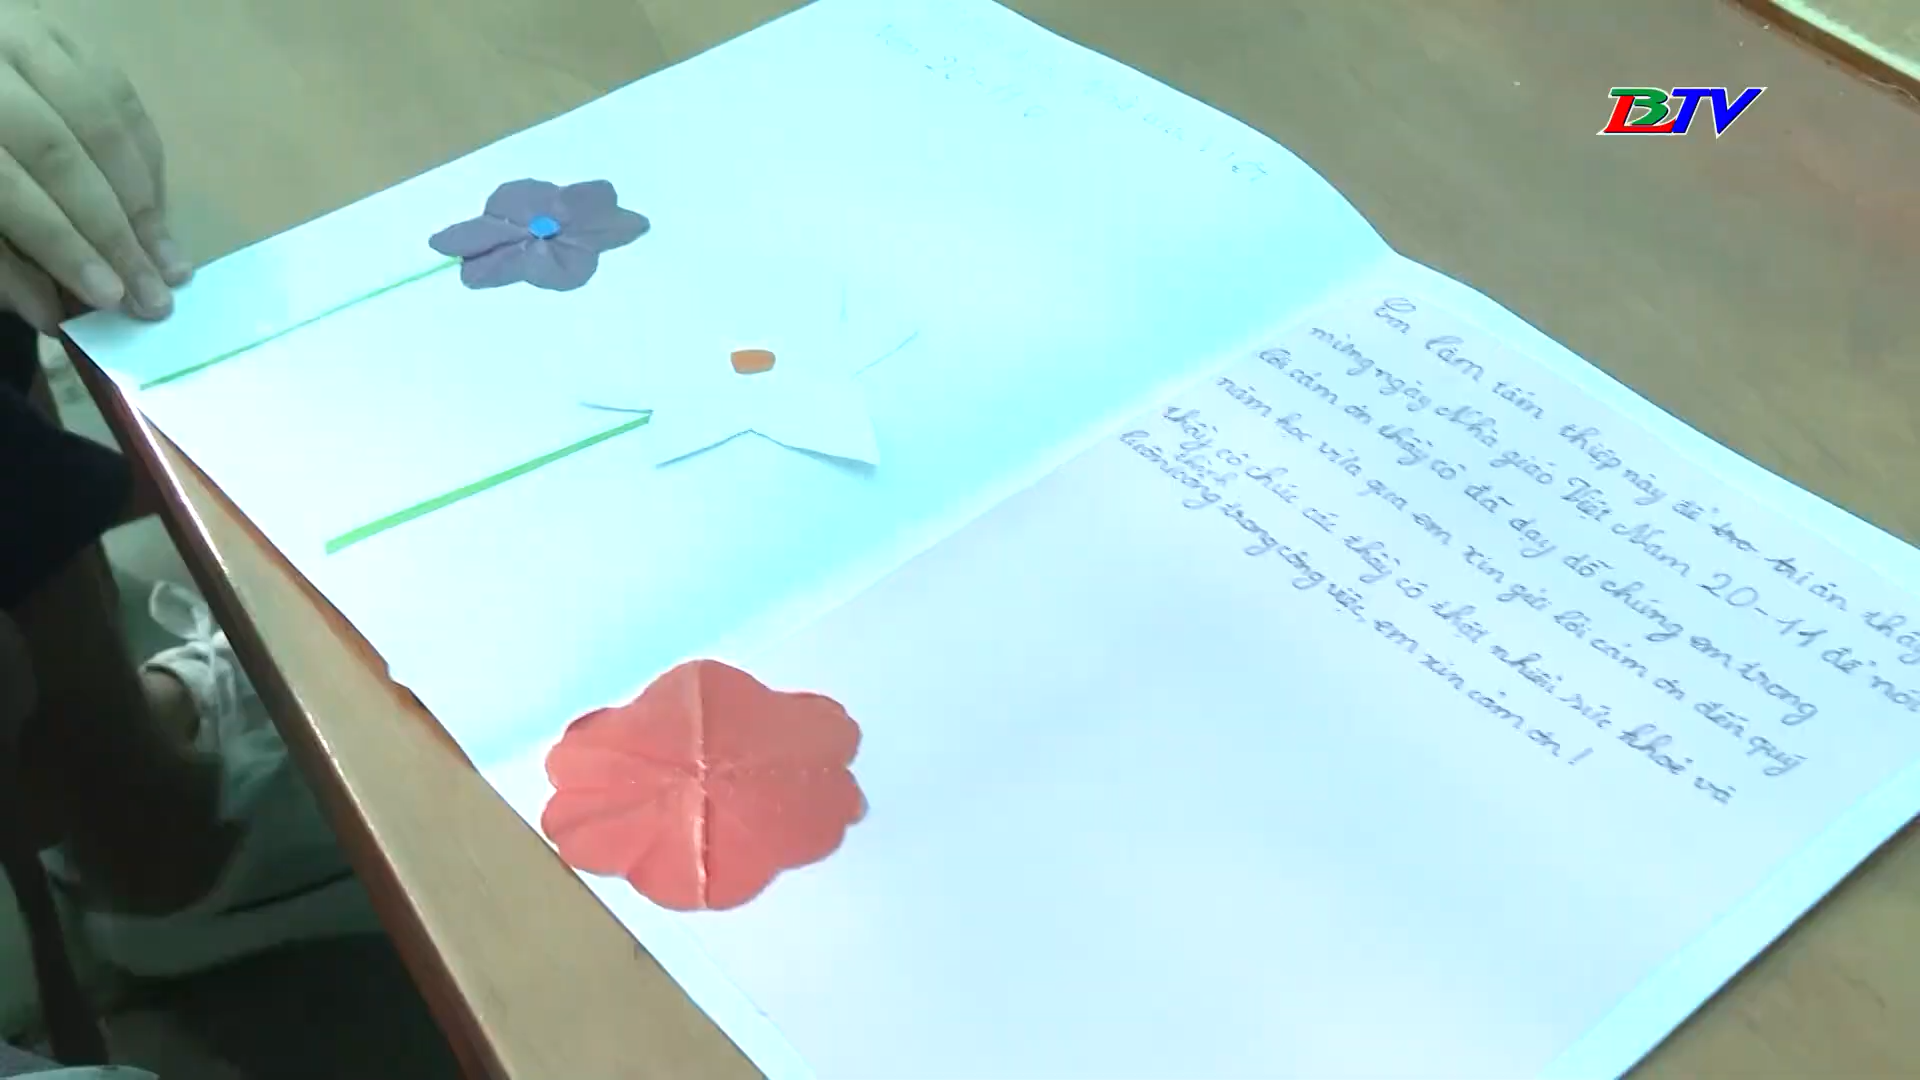 BTV
Em làm tấm thiệp này để tra tri ân thầy
mừng ngày Nhà giáo Việt Nam 20-11 để nói
lời cảm ơn thầy cô đã dạy dỗ chúng em trong
năm học vừa qua em xin gửi lời cảm ơn đến quý
thầy cô chúc các thầy cô thật nhiều sức khoẻ và
thành
luôn công trong công việc, em xin cảm ơn!